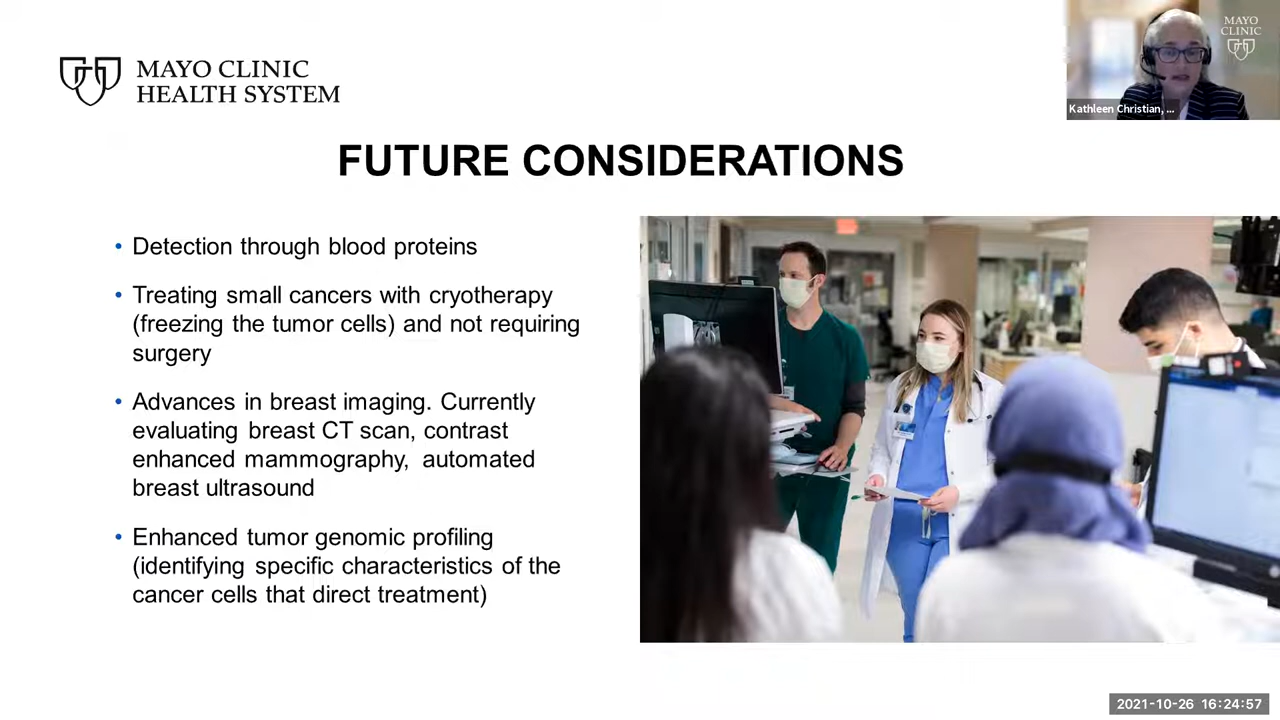 MAYO CLINIC
HEALTH SYSTEM
MAYO
CLINIC
Kathleen Christian, ...
FUTURE CONSIDERATIONS
• Detection through blood proteins
• Treating small cancers with cryotherapy
(freezing the tumor cells) and not requiring
surgery
• Advances in breast imaging. Currently
evaluating breast CT scan, contrast
enhanced mammography, automated
breast ultrasound
• Enhanced tumor genomic profiling
(identifying specific characteristics of the
cancer cells that direct treatment)
2021-10-26 16:24:57